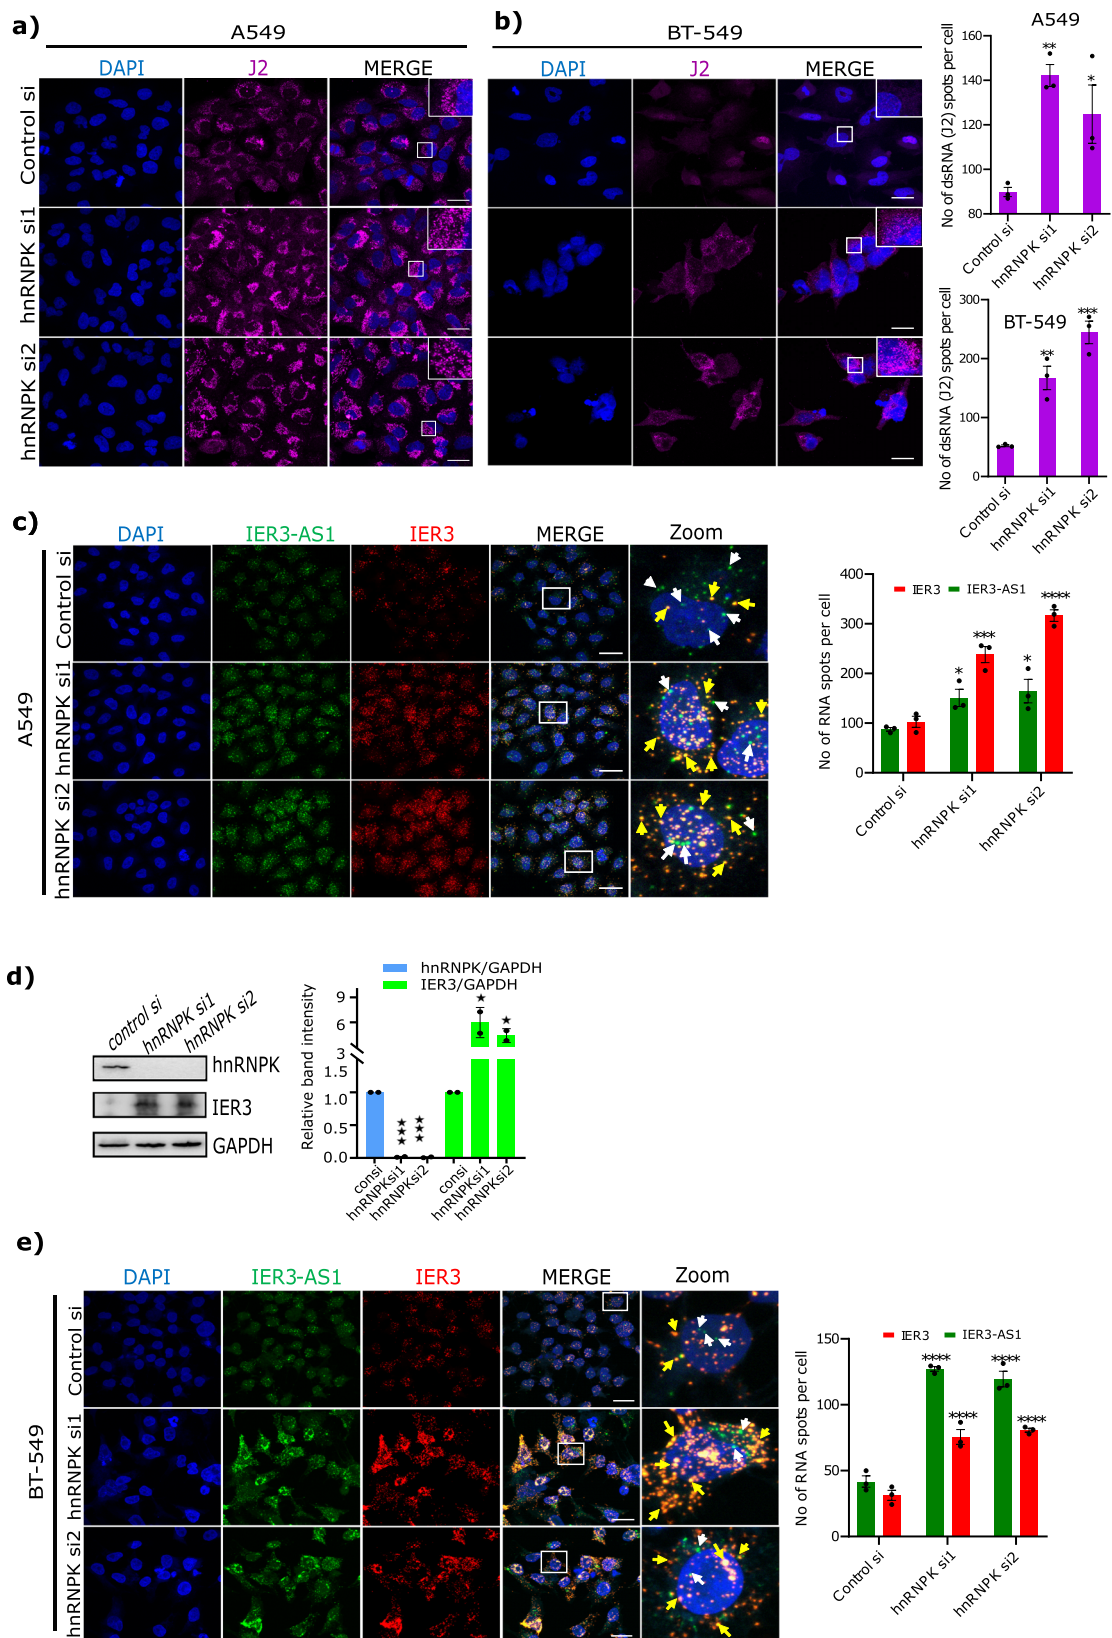 a)
A549
DAPI
J2
MERGE
Control si
hnRNPK si1
hnRNPK si2
b)
BT-549
DAPI
J2
MERGE
A549
No of dsRNA (J2) spots per cell
160
140
120
100
80
**
*
Control si
hnRNPK si1
hnRNPK si2
BT-549
No of dsRNA (J2) spots per cell
300
200
100
0
**
***
Control si
hnRNPK si1
hnRNPK si2
c)
DAPI
IER3-AS1
IER3
MERGE
Zoom
A549
Control si
hnRNPK si1
hnRNPK si2
IER3
IER3-AS1
No of RNA spots per cell
400
300
200
100
0
*
***
*
****
Control si
hnRNPK si1
hnRNPK si2
d)
control si
hnRNPK si1
hnRNPK si2
hnRNPK
IER3
GAPDH
hnRNPK/GAPDH
IER3/GAPDH
Relative band intensity
9
6
3
1.5
1.0
0.5
0.0
★★★
★★★
★
★
consi
hnRNPKsi1
hnRNPKsi2
consi
hnRNPKsi1
hnRNPKsi2
e)
DAPI
IER3-AS1
IER3
MERGE
Zoom
BT-549
Control si
hnRNPK si1
hnRNPK si2
IER3
IER3-AS1
No of RNA spots per cell
150
100
50
0
****
****
****
****
Control si
hnRNPK si1
hnRNPK si2